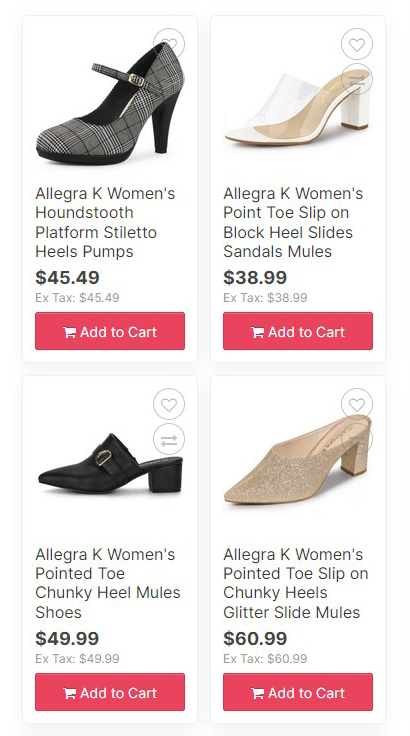 Allegra K Women's
Houndstooth
Platform Stiletto
Heels Pumps
$45.49
Ex Tax: $45.49
Add to Cart
Allegra K Women's
Point Toe Slip on
Block Heel Slides
Sandals Mules
$38.99
Ex Tax: $38.99
Add to Cart
Allegra K Women's
Pointed Toe
Chunky Heel Mules
Shoes
$49.99
Ex Tax: $49.99
Add to Cart
Allegra K Women's
Pointed Toe Slip on
Chunky Heels
Glitter Slide Mules
$60.99
Ex Tax: $60.99
Add to Cart